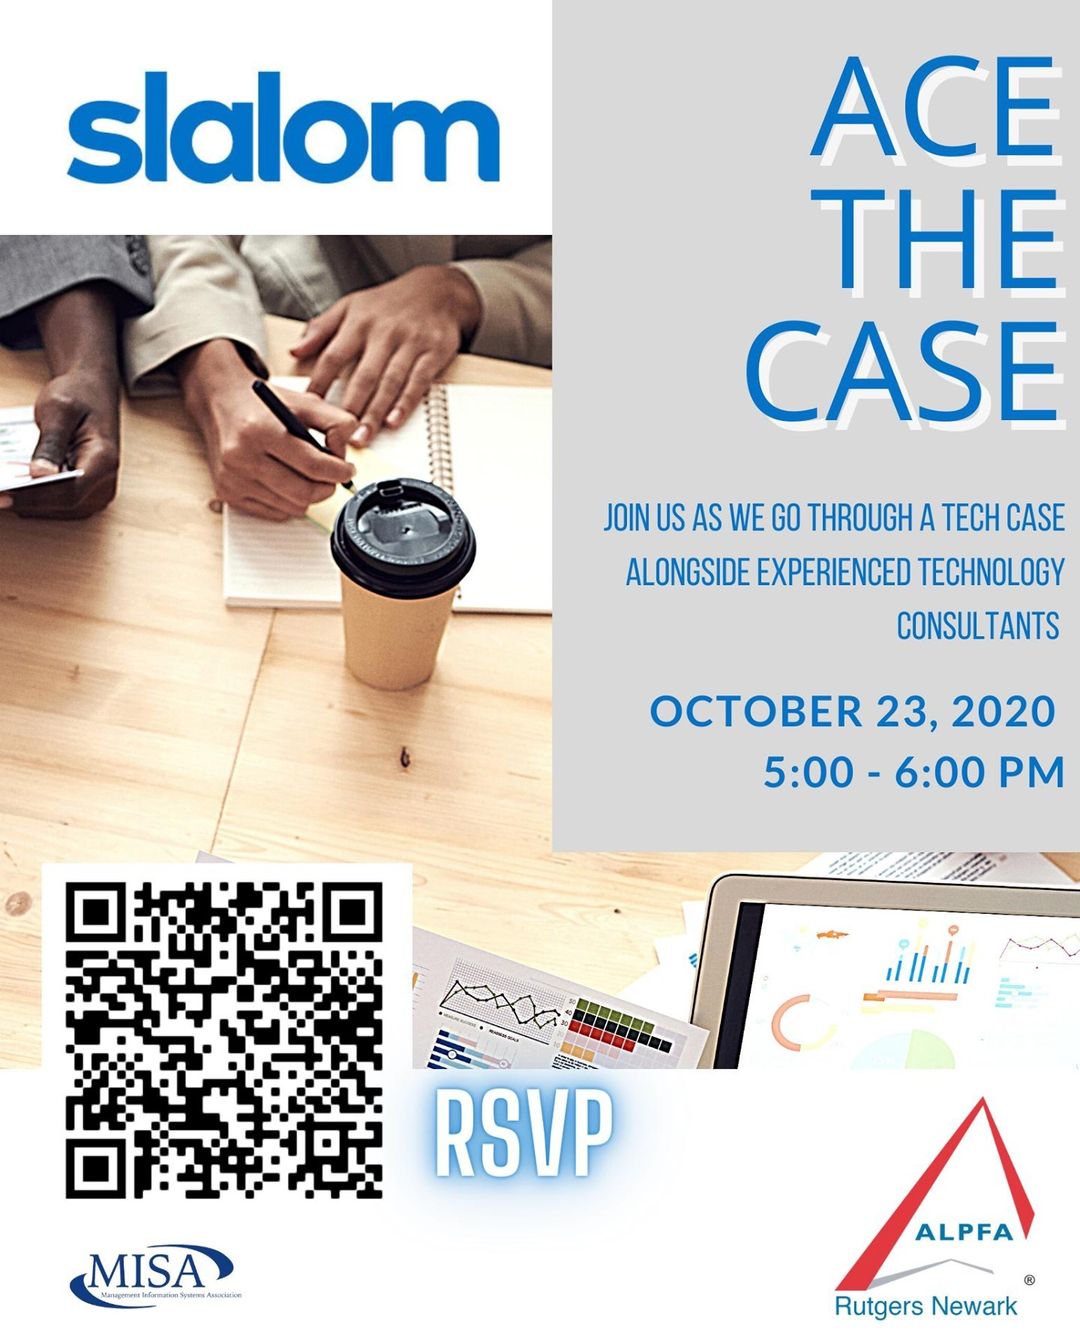 slalom
ACE
THE
CASE
JOIN US AS WE GO THROUGH A TECH CASE
ALONGSIDE EXPERIENCED TECHNOLOGY
CONSULTANTS
OCTOBER 23, 2020
5:00 - 6:00 PM
RSVP
MISA
Management Information Systems Association
ALPFA
®
Rutgers Newark